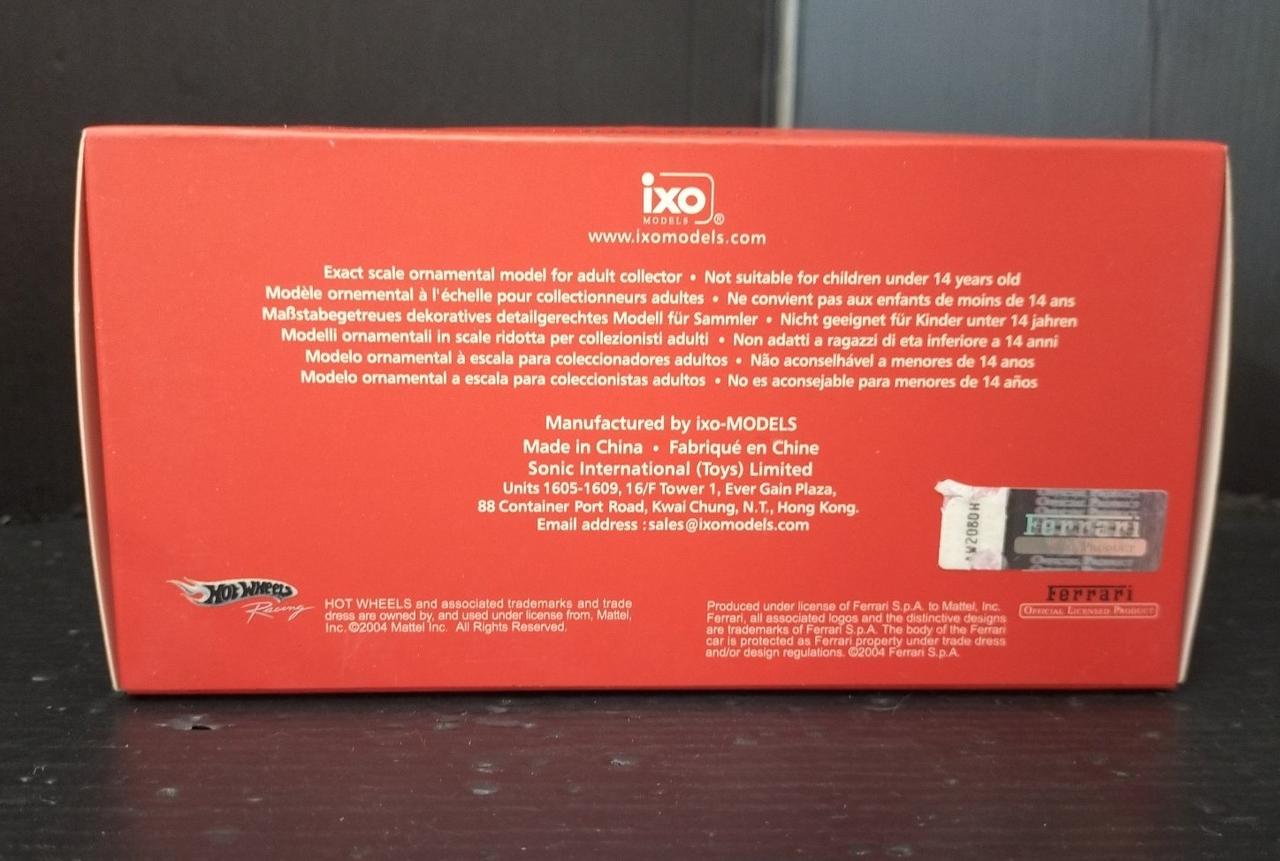 ixo
MODELS ®
www.ixomodels.com
Exact scale ornamental model for adult collector • Not suitable for children under 14 years old
Modèle ornemental à l'échelle pour collectionneurs adultes • Ne convient pas aux enfants de moins de 14 ans
Maßstabegetreues dekoratives detailgerechtes Modell für Sammler • Nicht geeignet für Kinder unter 14 jahren
Modelli ornamentali in scale ridotta per collezionisti adulti • Non adatti a ragazzi di eta inferiore a 14 anni
Modelo ornamental à escala para coleccionadores adultos • Não aconselhável a menores de 14 anos
Modelo ornamental a escala para coleccionistas adultos • No es aconsejable para menores de 14 años
Manufactured by ixo-MODELS
Made in China • Fabriqué en Chine
Sonic International (Toys) Limited
Units 1605-1609, 16/F Tower 1, Ever Gain Plaza,
88 Container Port Road, Kwai Chung, N.T., Hong Kong.
Email address : sales@ixomodels.com
Ferrari
Product
HOT WHEELS
Racing
HOT WHEELS and associated trademarks and trade
dress are owned by, and used under license from, Mattel,
Inc. ©2004 Mattel Inc. All Rights Reserved.
Produced under license of Ferrari S.p.A. to Mattel, Inc.
Ferrari, all associated logos and the distinctive designs
are trademarks of Ferrari S.p.A. The body of the Ferrari
car is protected as Ferrari property under trade dress
and/or design regulations. ©2004 Ferrari S.p.A.
Ferrari
OFFICIAL LICENSED PRODUCT